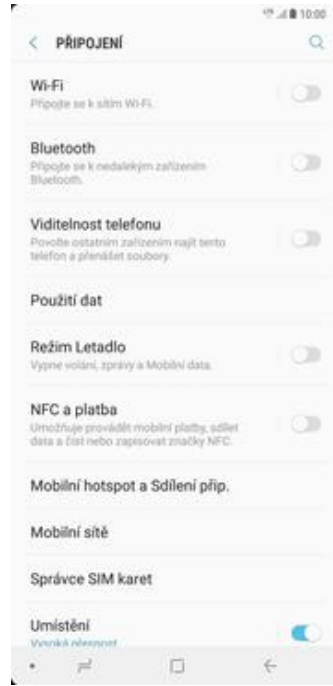 10:00
PŘIPOJENÍ
Wi-Fi
Připojte se k sítím Wi-Fi.
Bluetooth
Připojte se k nedalekým zařízením
Bluetooth.
Viditelnost telefonu
Povolte ostatním zařízením najít tento
telefon a přenášet soubory.
Použití dat
Režim Letadlo
Vypne volání, zprávy a Mobilní data.
NFC a platba
Umožňuje provádět mobilní platby, sdílet
data a číst nebo zapisovat značky NFC.
Mobilní hotspot a Sdílení přip.
Mobilní sítě
Správce SIM karet
Umístění
Vysoká přesnost